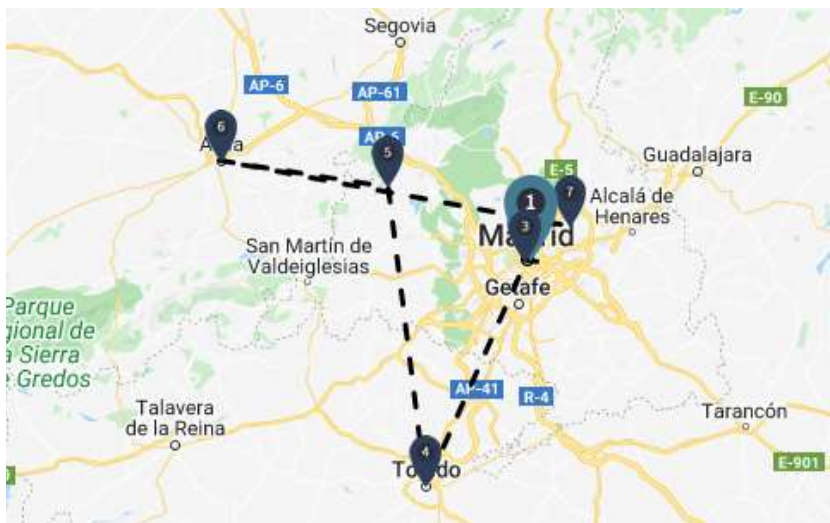 Segovia
AP-6
AP-61
E-90
6
AP-6
5
Guadalajara
E-5
7
Alcalá de
Henares
1
3
Madrid
San Martín de
Valdeiglesias
Getafe
Parque
gional de
a Sierra
e Gredos
AP-41
R-4
Talavera
de la Reina
Tarancón
4
Toledo
E-901